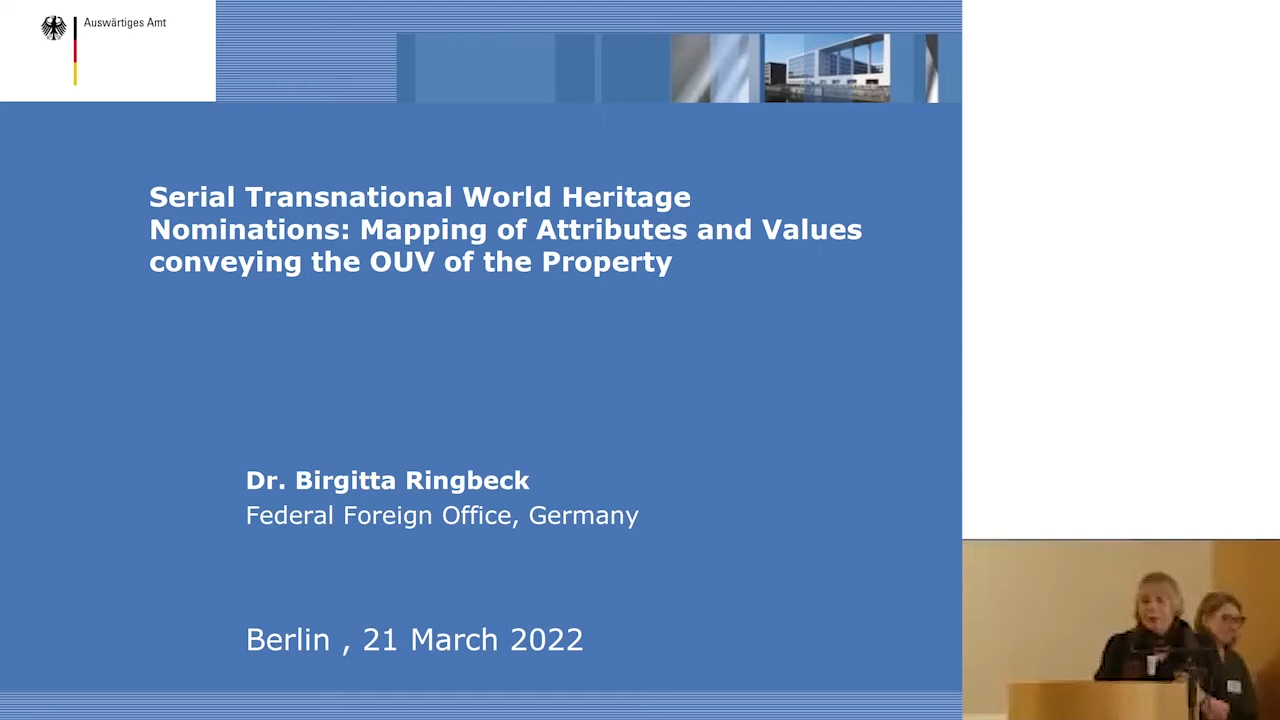 Auswärtiges Amt
Serial Transnational World Heritage
Nominations: Mapping of Attributes and Values
conveying the OUV of the Property
Dr. Birgitta Ringbeck
Federal Foreign Office, Germany
Berlin , 21 March 2022